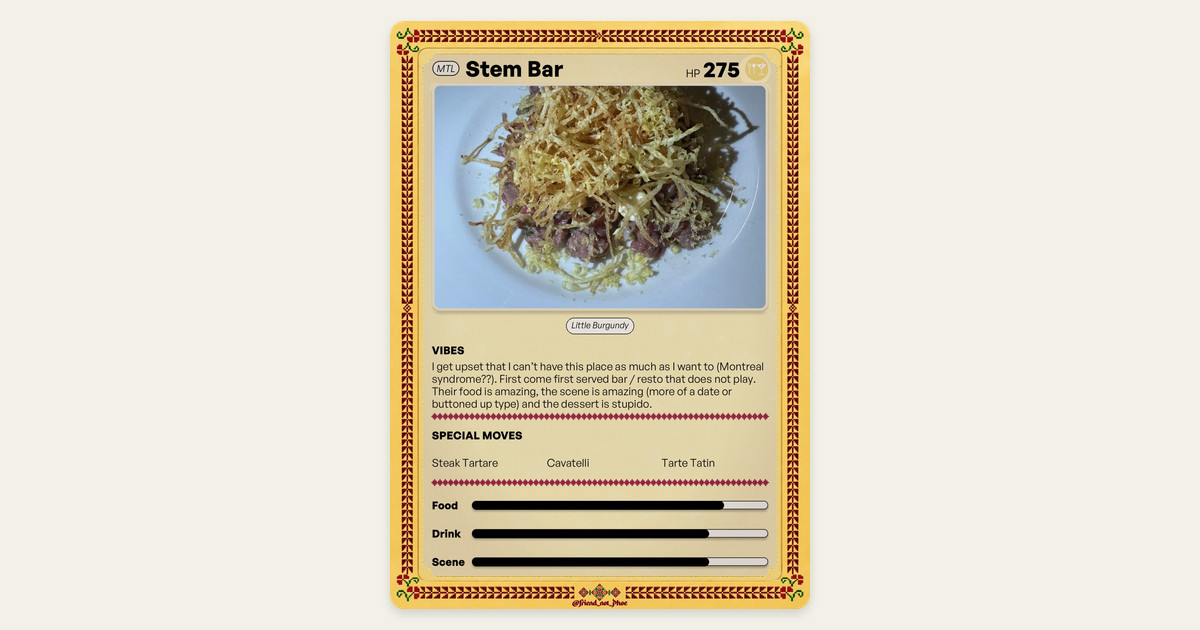 MTL Stem Bar HP 275
Little Burgundy
VIBES
I get upset that I can't have this place as much as I want to (Montreal
syndrome??). First come first served bar / resto that does not play.
Their food is amazing, the scene is amazing (more of a date or
buttoned up type) and the dessert is stupido.
SPECIAL MOVES
Steak Tartare Cavatelli Tarte Tatin
Food
Drink
Scene
@friend_not_phoe